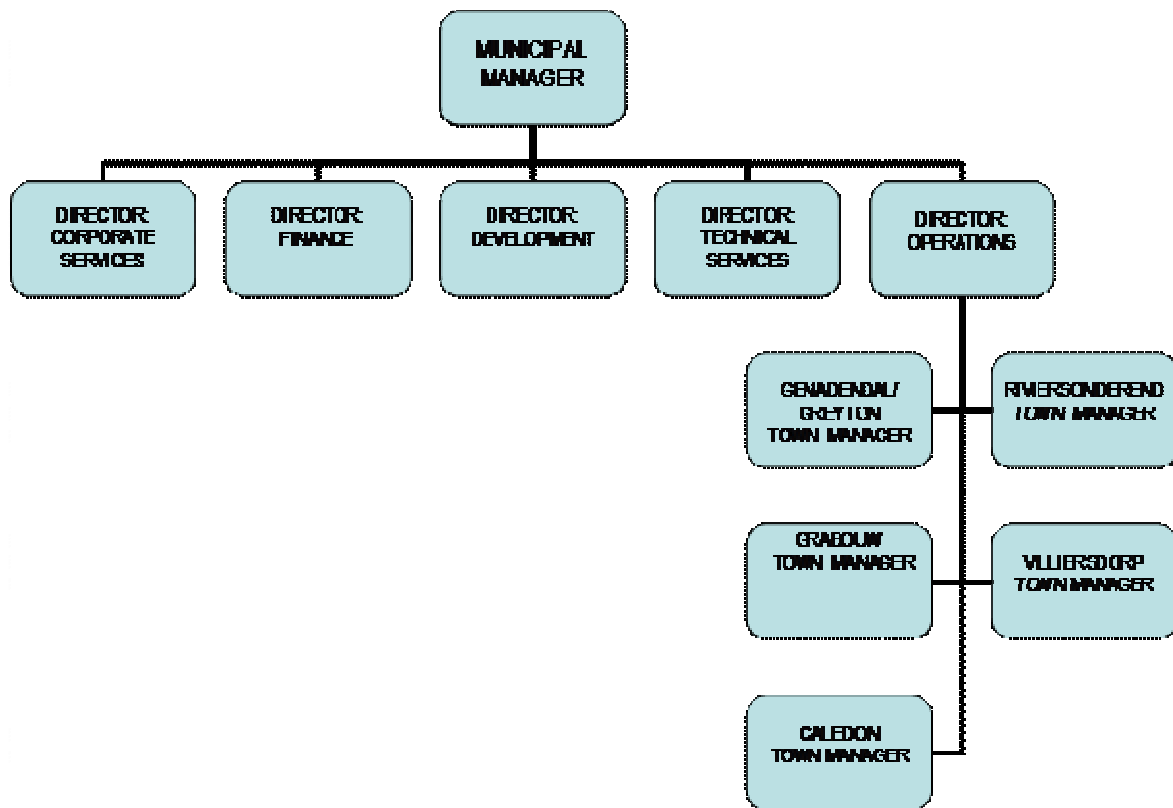 MUNICIPAL
MANAGER
DIRECTOR:
CORPORATE
SERVICES
DIRECTOR:
FINANCE
DIRECTOR:
DEVELOPMENT
DIRECTOR:
TECHNICAL
SERVICES
DIRECTOR:
OPERATIONS
GENADENDAL/
GREYTON
TOWN MANAGER
RIVIERSONDEREND
TOWN MANAGER
GRABOUW
TOWN MANAGER
VILLIERSDORP
TOWN MANAGER
CALEDON
TOWN MANAGER